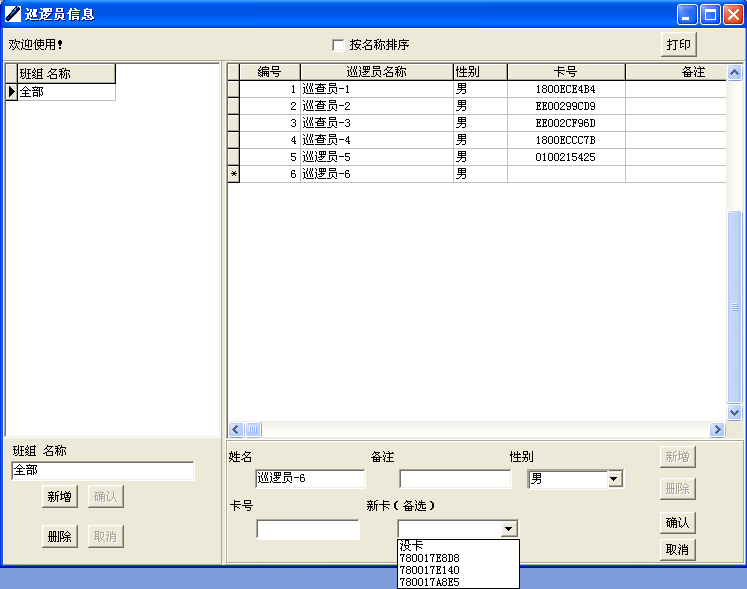 巡逻员信息
欢迎使用!
按名称排序
打印
班组 名称
全部
编号 巡逻员名称 性别 卡号 备注
1 巡查员-1 男 1800ECE4B4
2 巡查员-2 男 EE00299CD9
3 巡查员-3 男 EE002CF96D
4 巡查员-4 男 1800ECCC7B
5 巡逻员-5 男 0100215425
* 6 巡逻员-6 男
班组 名称
全部
新增 确认
删除 取消
姓名 备注 性别
巡逻员-6 男
卡号 新卡(备选)
没卡
780017E8D8
780017E140
780017A8E5
新增
删除
确认
取消